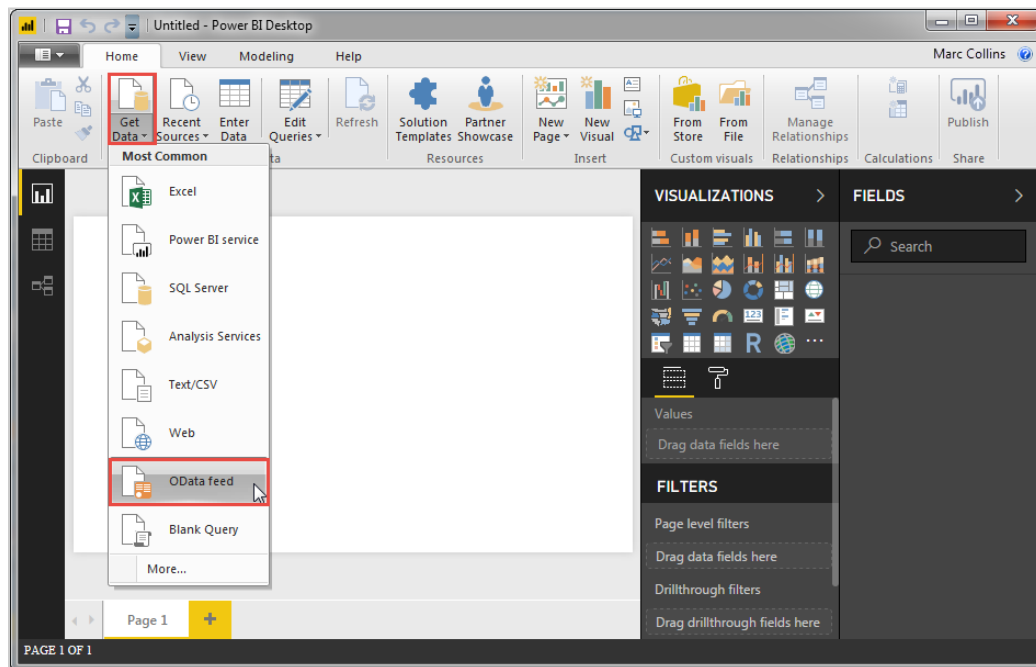 Untitled - Power BI Desktop
Home View Modeling Help
Marc Collins
Paste
Get Data
Recent Sources
Enter Data
Edit Queries
Refresh
Solution Templates
Partner Showcase
New Page
New Visual
From Store
From File
Manage Relationships
Publish
Clipboard
ta
Resources
Insert
Custom visuals
Relationships
Calculations
Share
Most Common
Excel
Power BI service
SQL Server
Analysis Services
Text/CSV
Web
OData feed
Blank Query
More...
VISUALIZATIONS
123
R
Values
Drag data fields here
FILTERS
Page level filters
Drag data fields here
Drillthrough filters
Drag drillthrough fields here
FIELDS
Search
Page 1
PAGE 1 OF 1